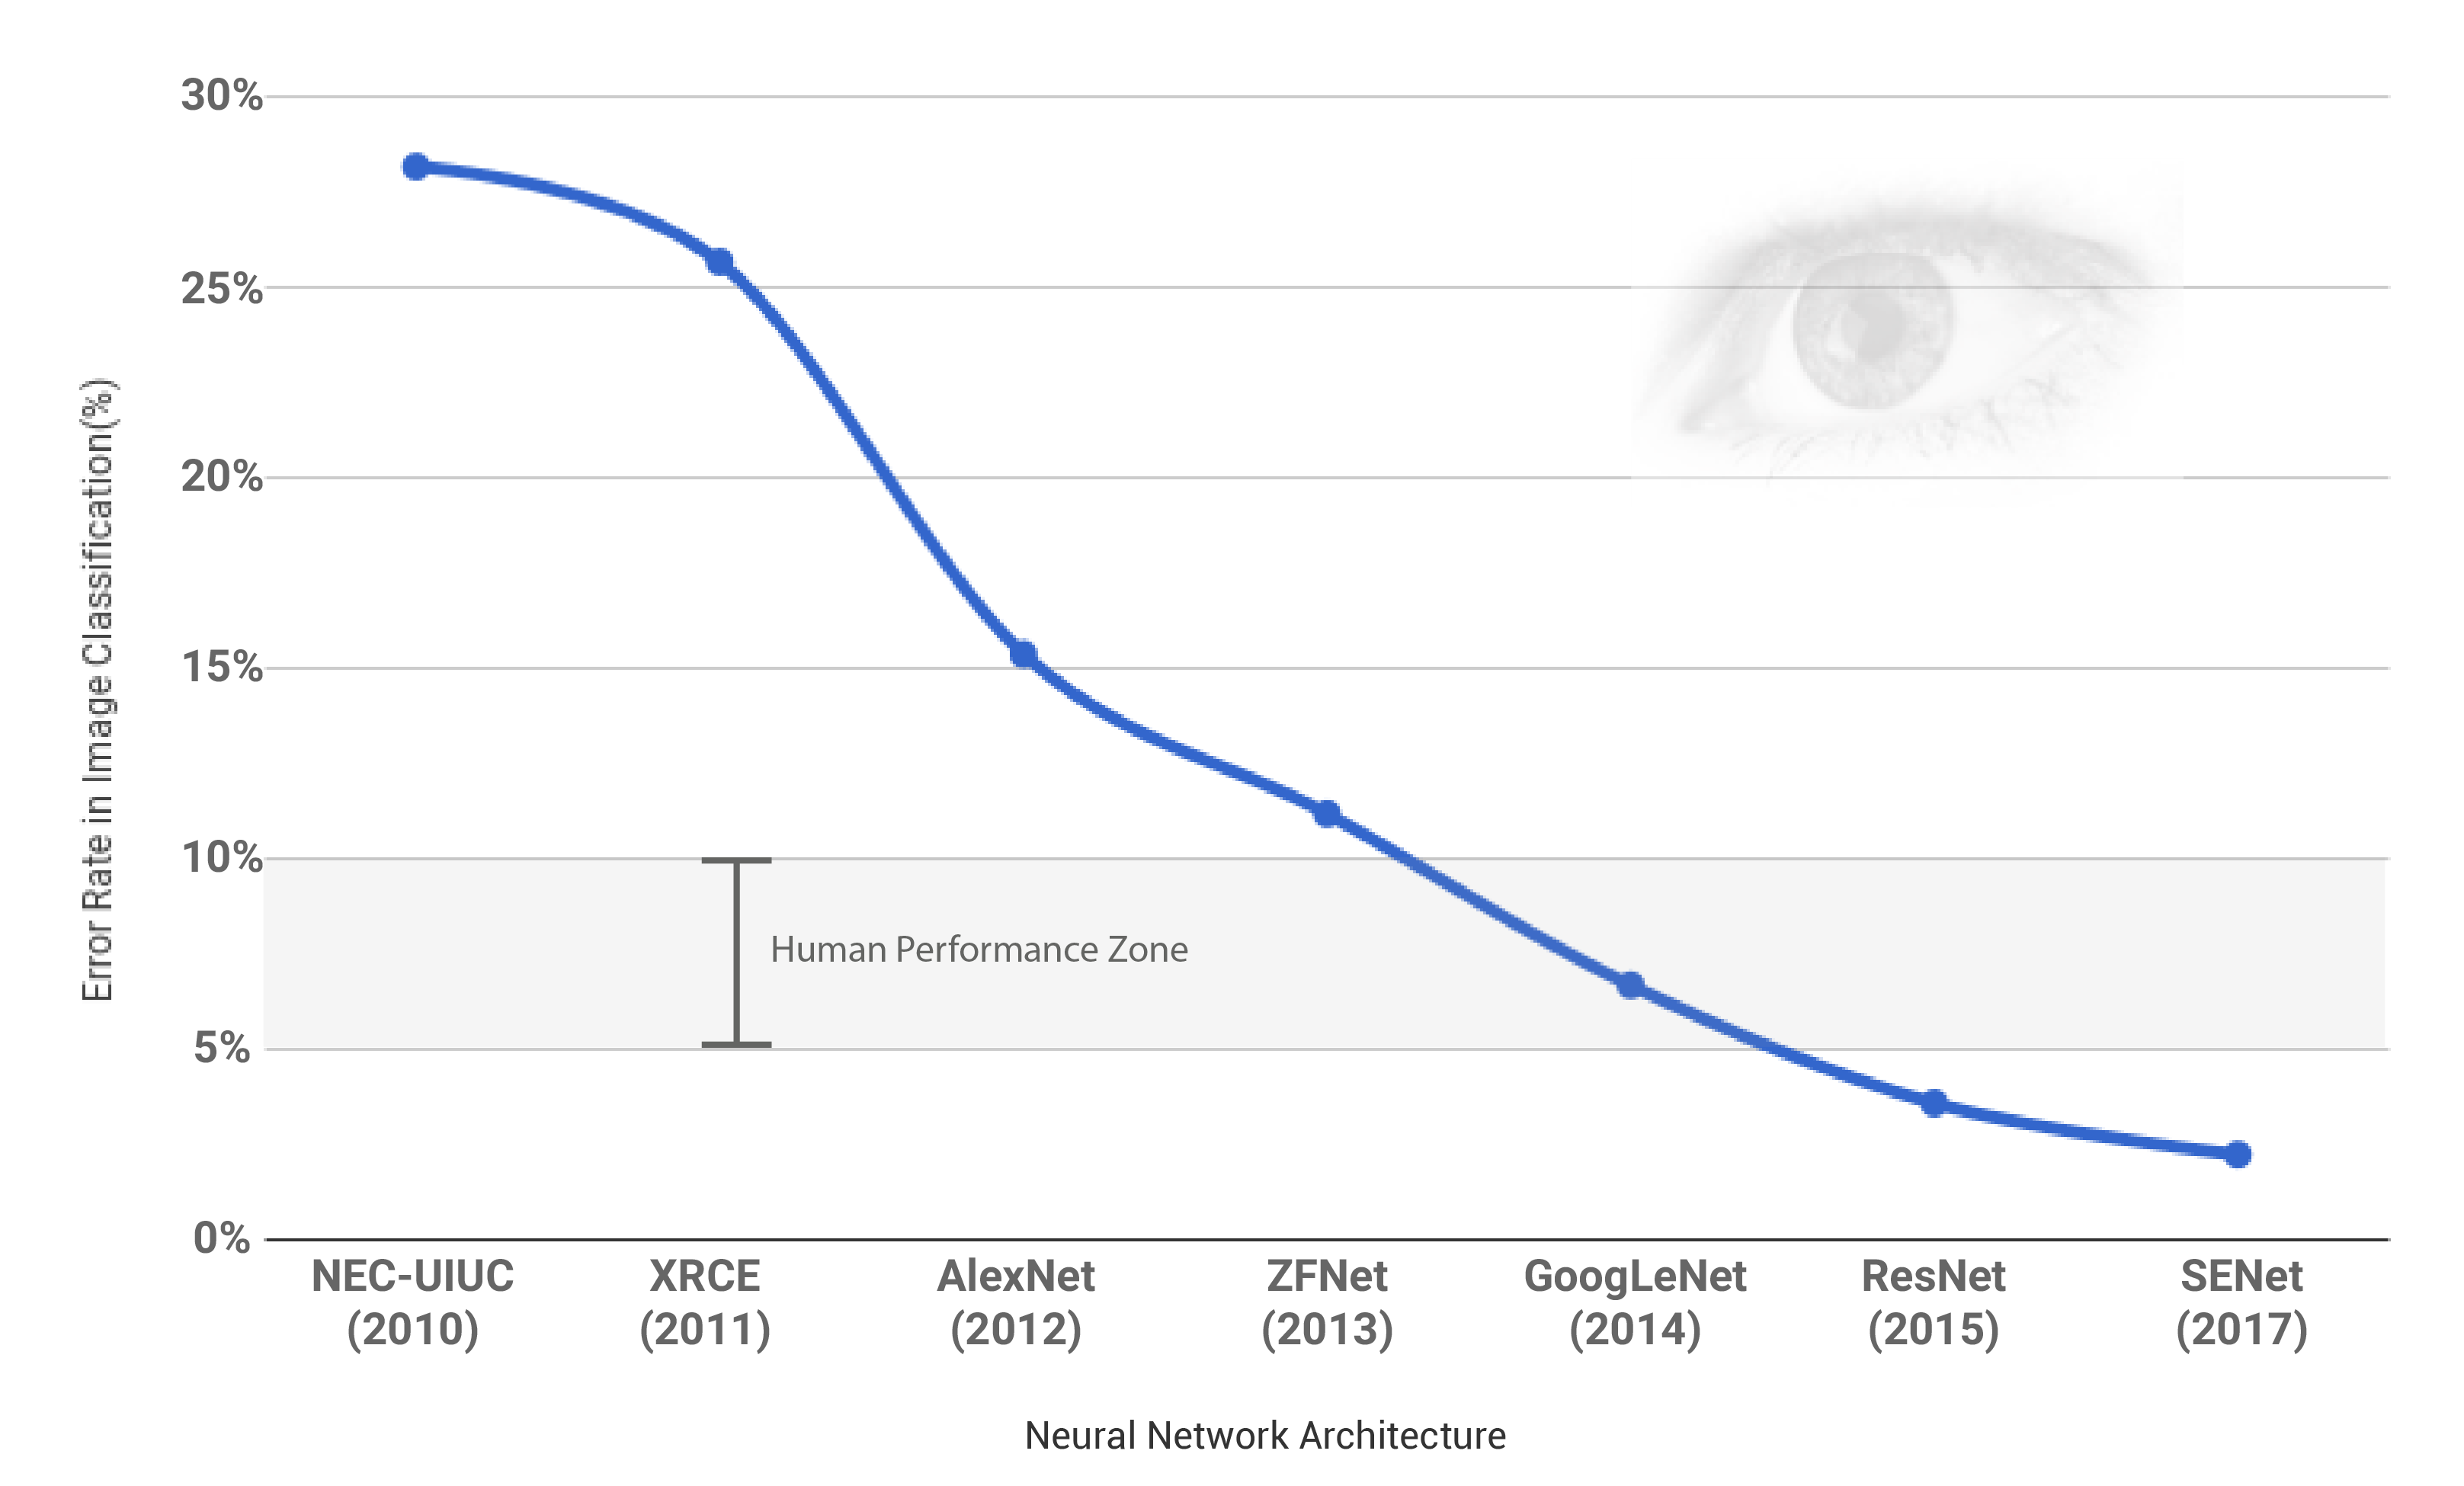 30%
25%
20%
15%
10%
5%
0%
Error Rate in Image Classification(%)
Human Performance Zone
NEC-UIUC
(2010)
XRCE
(2011)
AlexNet
(2012)
ZFNet
(2013)
GoogLeNet
(2014)
ResNet
(2015)
SENet
(2017)
Neural Network Architecture